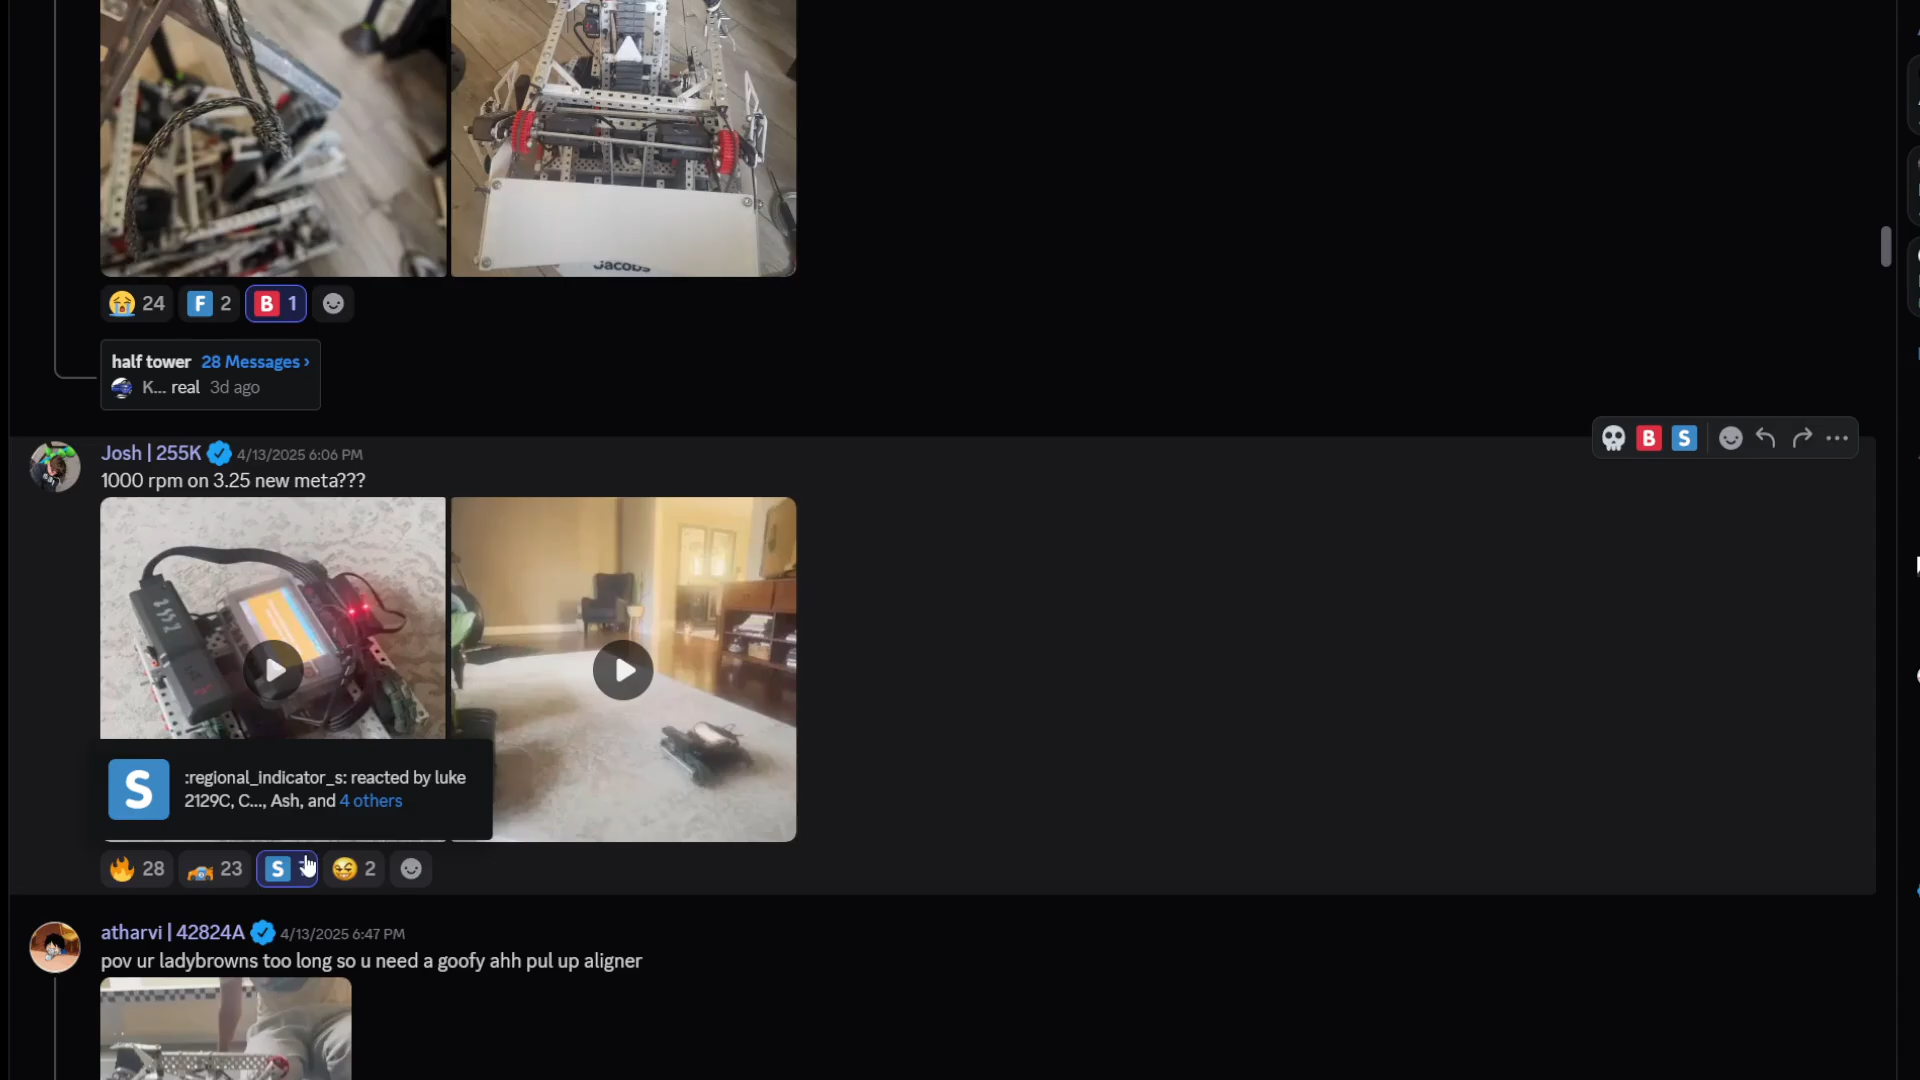 Jacobs
24
F 2
B 1
half tower 28 Messages ›
K... real 3d ago
B S
Josh | 255K 4/13/2025 6:06 PM
1000 rpm on 3.25 new meta???
S
:regional_indicator_s: reacted by luke
2129C, C..., Ash, and 4 others
28
23
S
2
atharvi | 42824A 4/13/2025 6:47 PM
pov ur ladybrowns too long so u need a goofy ahh pul up aligner